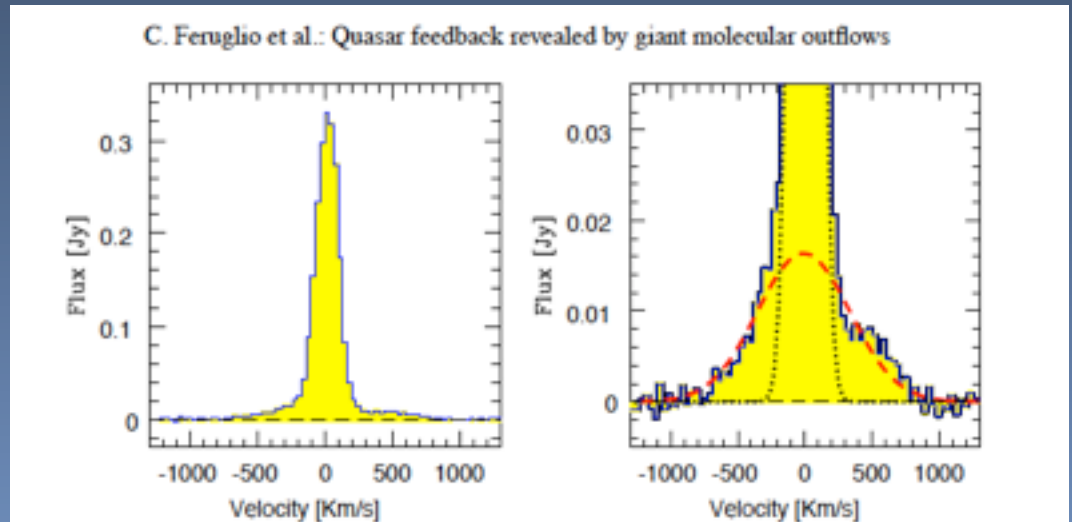 C. Feruglio et al.: Quasar feedback revealed by giant molecular outflows
Flux [Jy]
0.3
0.2
0.1
0
-1000 -500 0 500 1000
Velocity [Km/s]
Flux [Jy]
0.03
0.02
0.01
0
-1000 -500 0 500 1000
Velocity [Km/s]